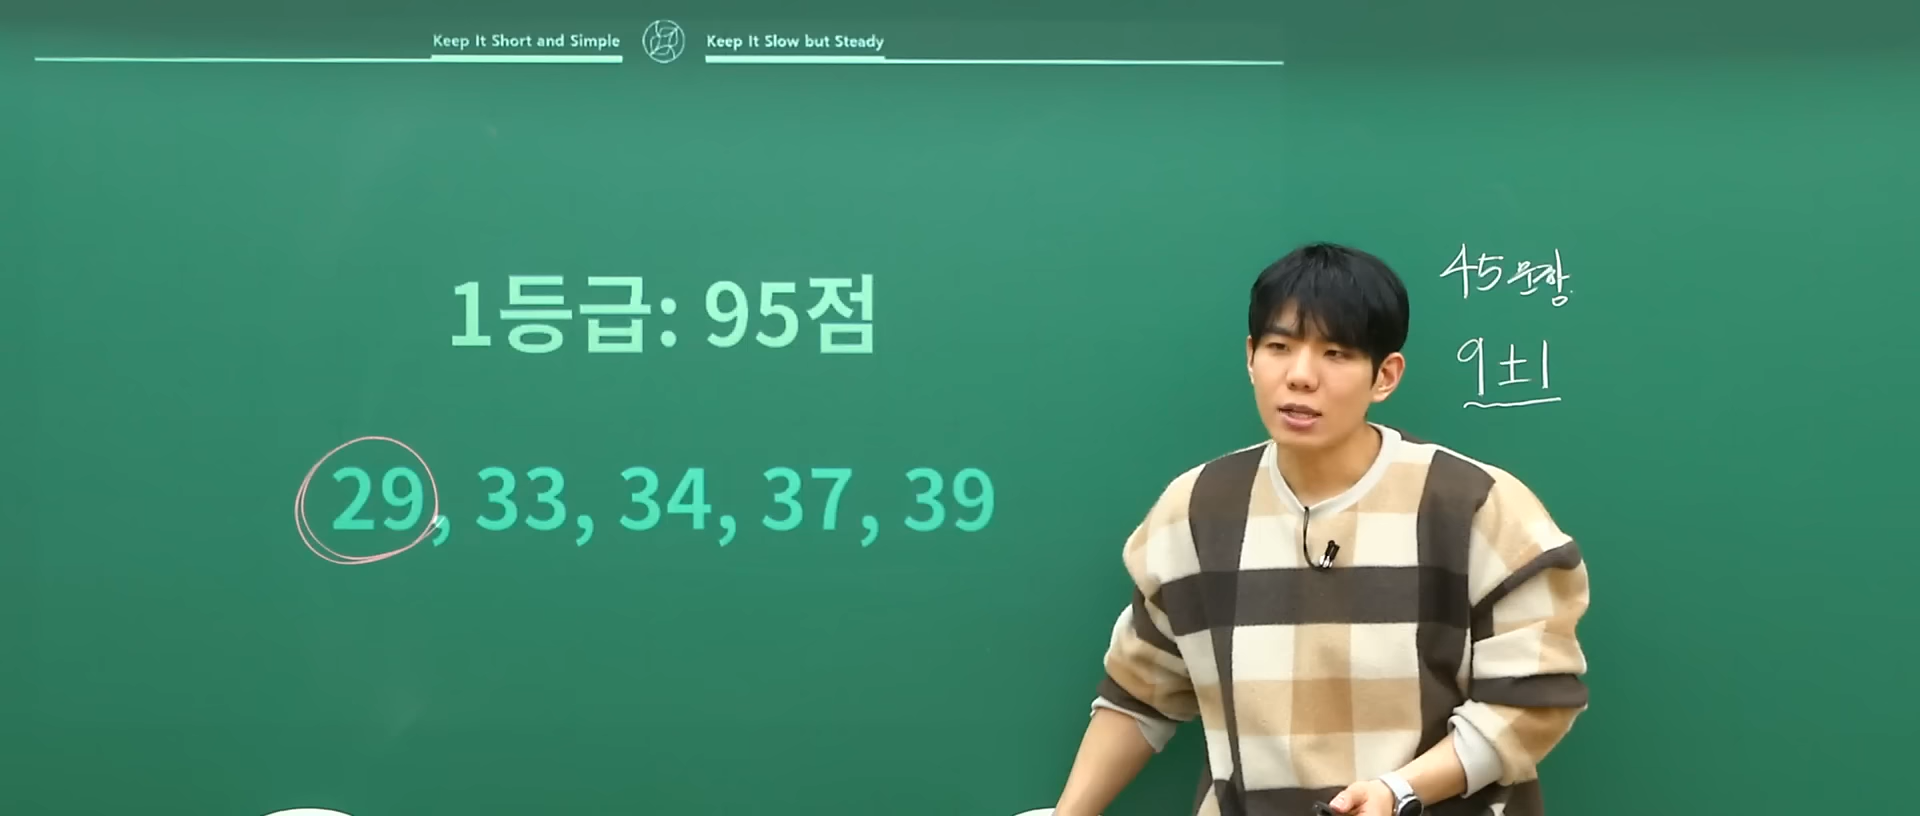 Keep It Short and Simple
Keep It Slow but Steady
1등급: 95점
29, 33, 34, 37, 39
45문항
9±1